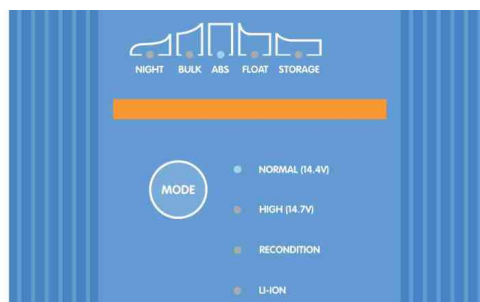 NIGHT BULK ABS FLOAT STORAGE
MODE
NORMAL (14.4V)
HIGH (14.7V)
RECONDITION
LI-ION